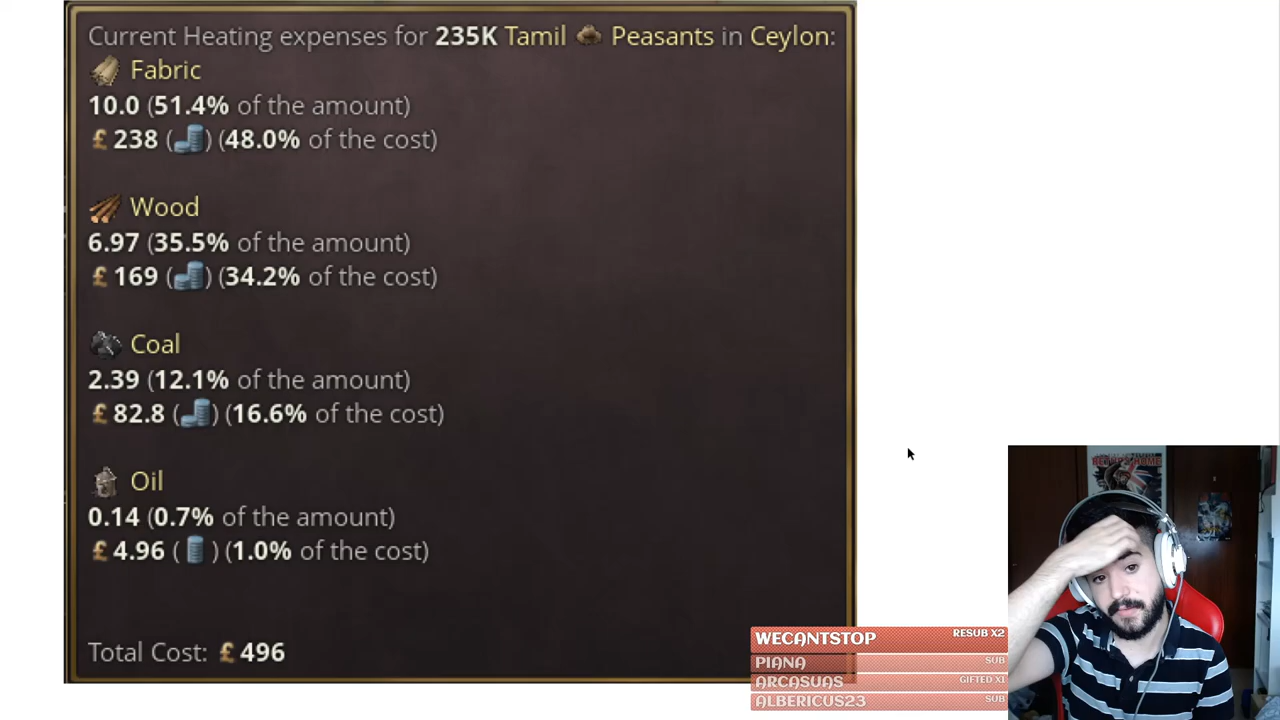 Current Heating expenses for 235K Tamil Peasants in Ceylon:
Fabric
10.0 (51.4% of the amount)
£ 238 ( ) (48.0% of the cost)
Wood
6.97 (35.5% of the amount)
£ 169 ( ) (34.2% of the cost)
Coal
2.39 (12.1% of the amount)
£ 82.8 ( ) (16.6% of the cost)
Oil
0.14 (0.7% of the amount)
£ 4.96 ( ) (1.0% of the cost)
Total Cost: £ 496
WECANTSTOP RESUB X2
PIANA SUB
ARCASUAS GIFTED X1
ALBERICUS23 SUB